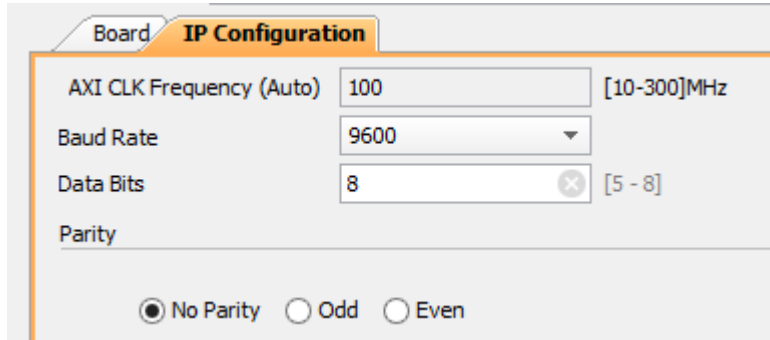 Board IP Configuration
AXI CLK Frequency (Auto) 100 [10-300]MHz
Baud Rate 9600
Data Bits 8 [5 - 8]
Parity
No Parity Odd Even